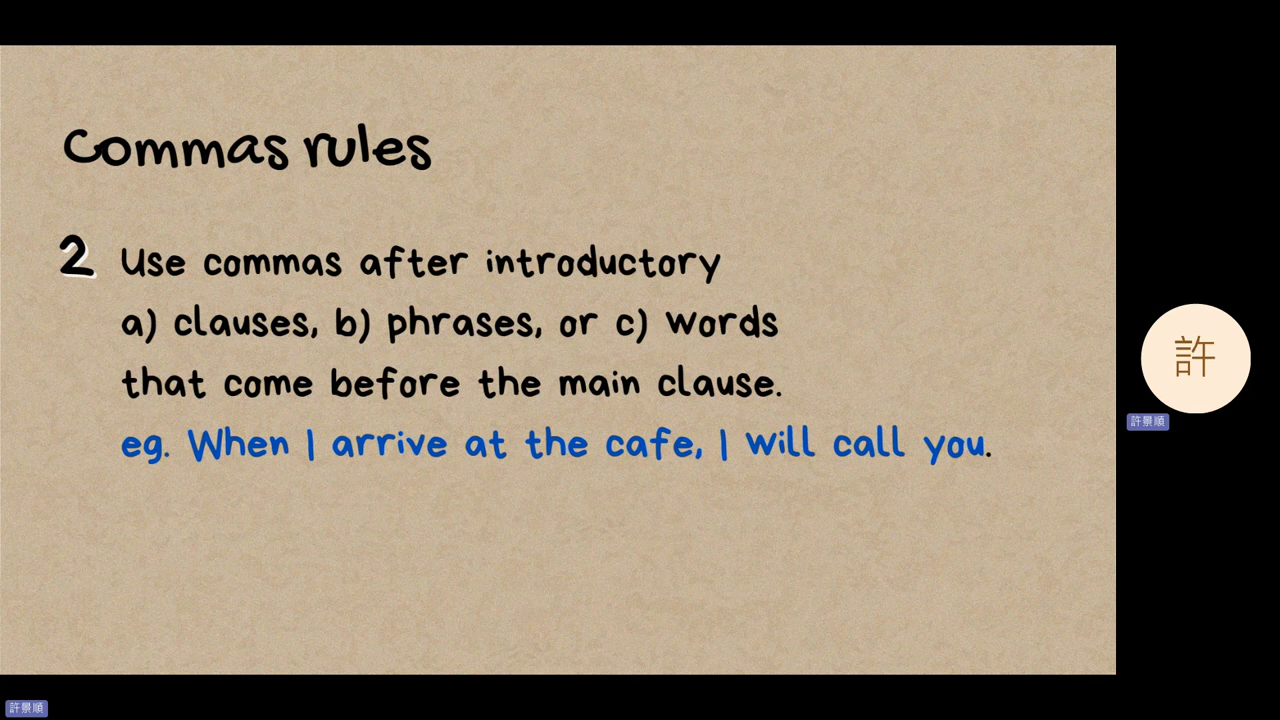 Commas rules
2 Use commas after introductory
a) clauses, b) phrases, or c) words
that come before the main clause.
eg. When I arrive at the cafe, I will call you.
許
許景順
許景順